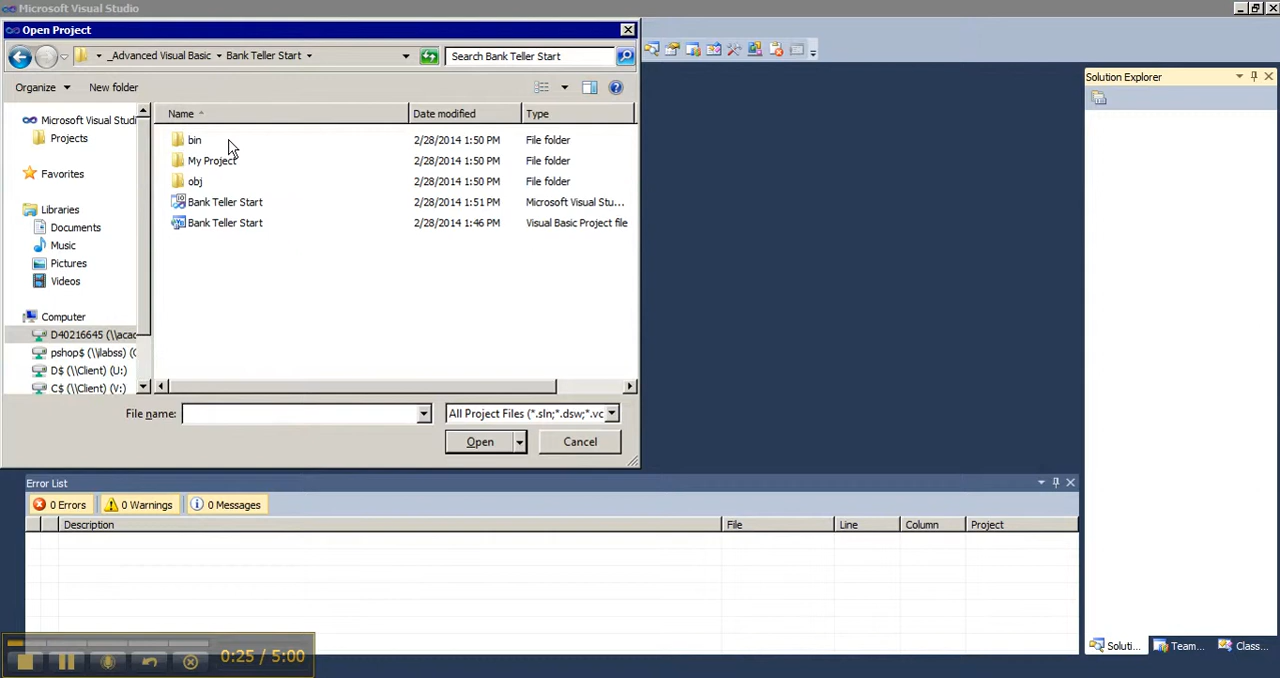 Microsoft Visual Studio
Open Project
_Advanced Visual Basic Bank Teller Start
Search Bank Teller Start
Organize New folder
Name Date modified Type
Microsoft Visual Studi
Projects
Favorites
Libraries
Documents
Music
Pictures
Videos
Computer
D40216645 (\\acad
pshop$ (\\labss) (
D$ (\\Client) (U:)
C$ (\\Client) (V:)
bin 2/28/2014 1:50 PM File folder
My Project 2/28/2014 1:50 PM File folder
obj 2/28/2014 1:50 PM File folder
Bank Teller Start 2/28/2014 1:51 PM Microsoft Visual Stu...
Bank Teller Start 2/28/2014 1:46 PM Visual Basic Project file
File name: All Project Files (*.sln;*.dsw;*.vc
Open Cancel
Solution Explorer
Error List
0 Errors 0 Warnings 0 Messages
Description File Line Column Project
Soluti... Team... Class...
0:25 / 5:00